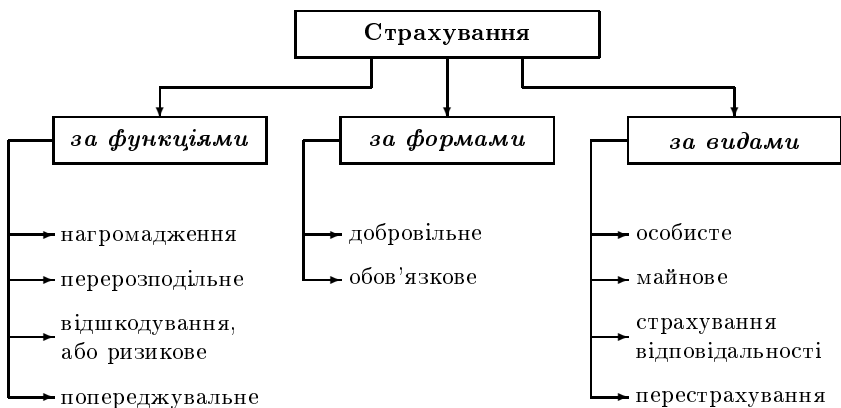 Страхування
за функціями
нагромадження
перерозподільне
відшкодування,
або ризикове
попереджувальне
за формами
добровільне
обов'язкове
за видами
особисте
майнове
страхування
відповідальності
перестрахування